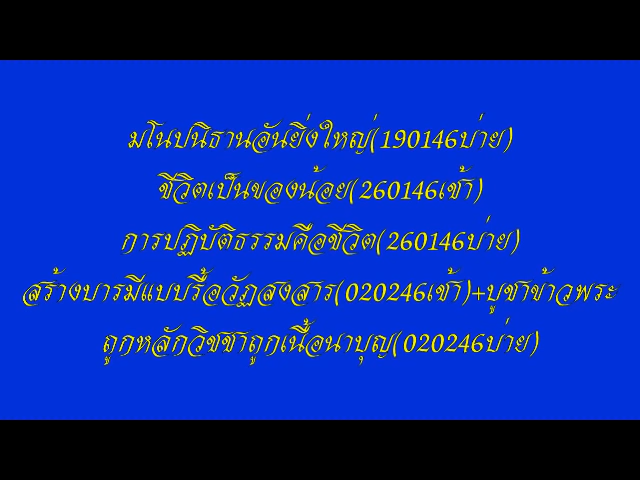 มโนปนิธานอันยิ่งใหญ่(190146บ่าย)
ชีวิตเป็นของน้อย(260146เช้า)
การปฏิบัติธรรมคือชีวิต(260146บ่าย)
สร้างบารมีแบบรื้อวัฏสงสาร(020246เช้า)+บูชาข้าวพระ
ถูกหลักวิชชาถูกเนื้อนาบุญ(020246บ่าย)